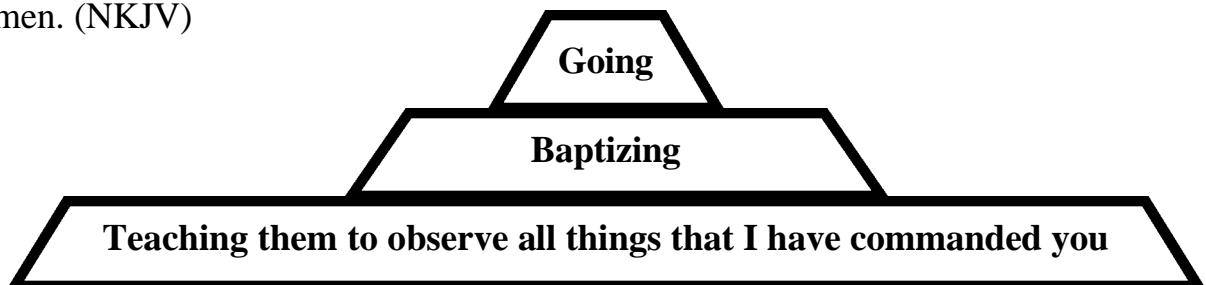 men. (NKJV)
Going
Baptizing
Teaching them to observe all things that I have commanded you